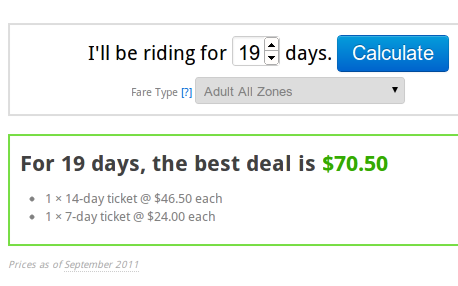 I'll be riding for 19 days. Calculate
Fare Type [?] Adult All Zones
For 19 days, the best deal is $70.50
1 × 14-day ticket @ $46.50 each
1 × 7-day ticket @ $24.00 each
Prices as of September 2011